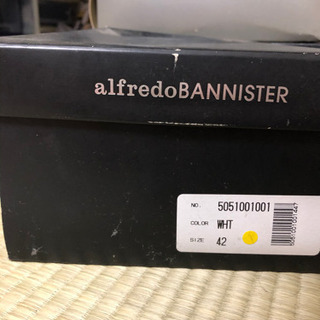 alfredoBANNISTER
NO. 5051001001
COLOR WHT
SIZE 42